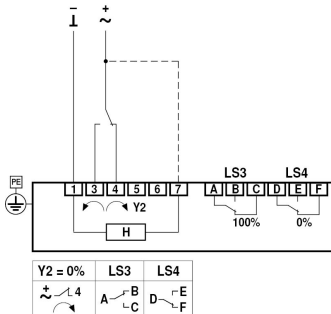 − +
⊥ ~
PE
LS3 LS4
1 3 4 5 6 7 A B C D E F
Y2
100% 0%
H
Y2 = 0% LS3 LS4
+
~ 4 A B C D E F